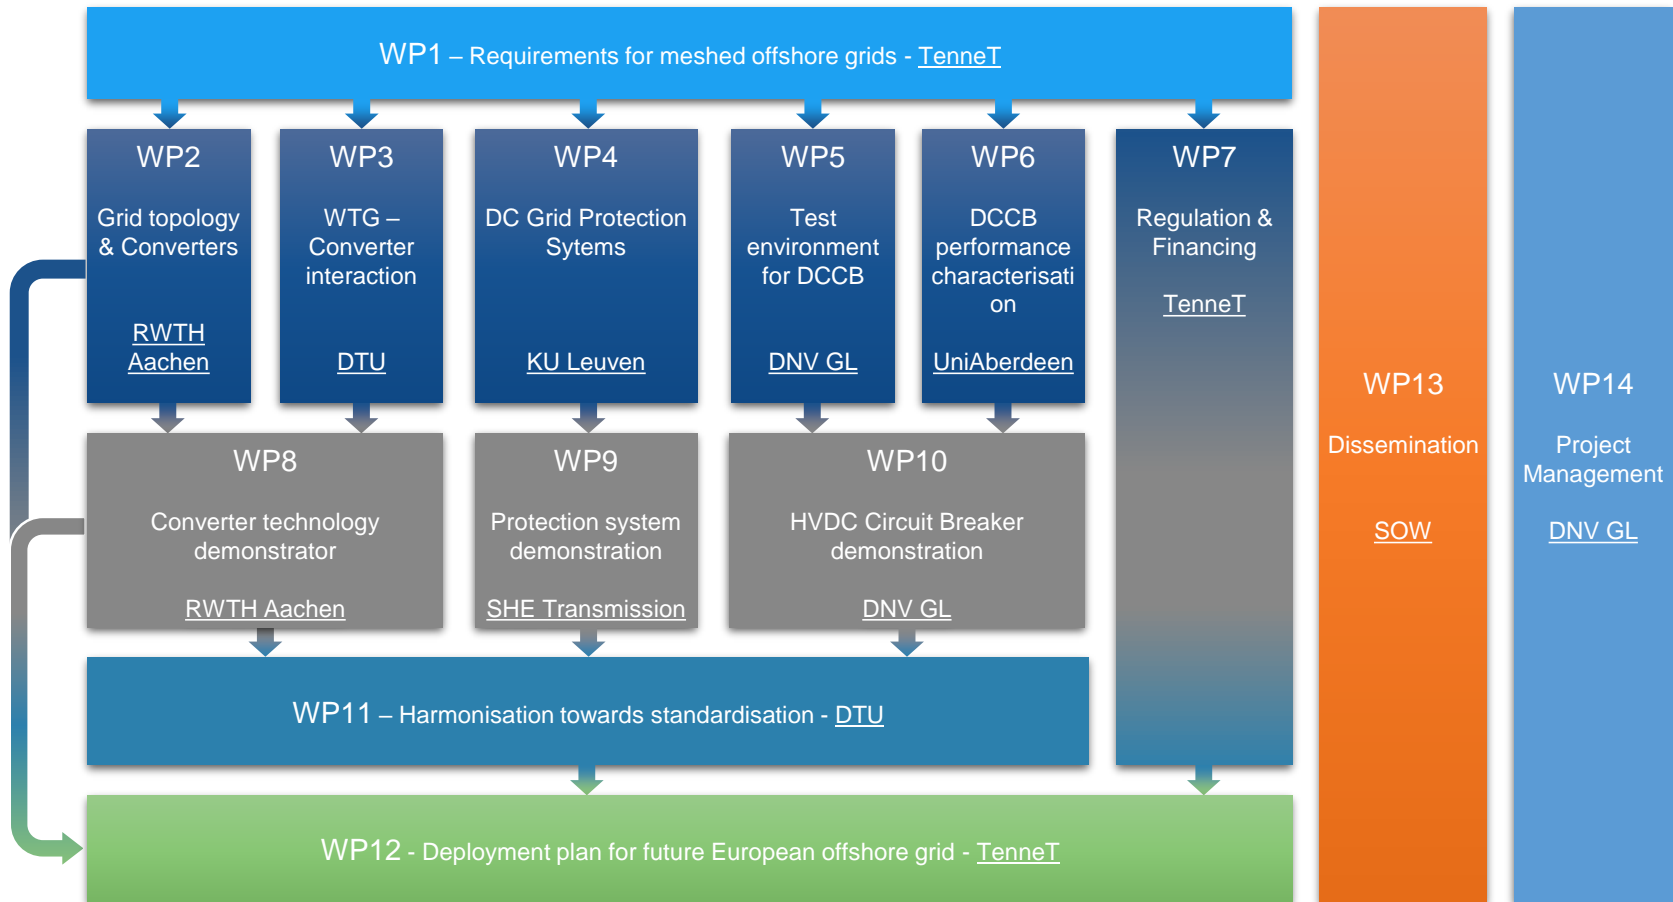 WP1 – Requirements for meshed offshore grids - TenneT
WP2
Grid topology
& Converters
RWTH
Aachen
WP3
WTG –
Converter
interaction
DTU
WP4
DC Grid Protection
Sytems
KU Leuven
WP5
Test
environment
for DCCB
DNV GL
WP6
DCCB
performance
characterisati
on
UniAberdeen
WP7
Regulation &
Financing
TenneT
WP8
Converter technology
demonstrator
RWTH Aachen
WP9
Protection system
demonstration
SHE Transmission
WP10
HVDC Circuit Breaker
demonstration
DNV GL
WP11 – Harmonisation towards standardisation - DTU
WP12 - Deployment plan for future European offshore grid - TenneT
WP13
Dissemination
SOW
WP14
Project
Management
DNV GL